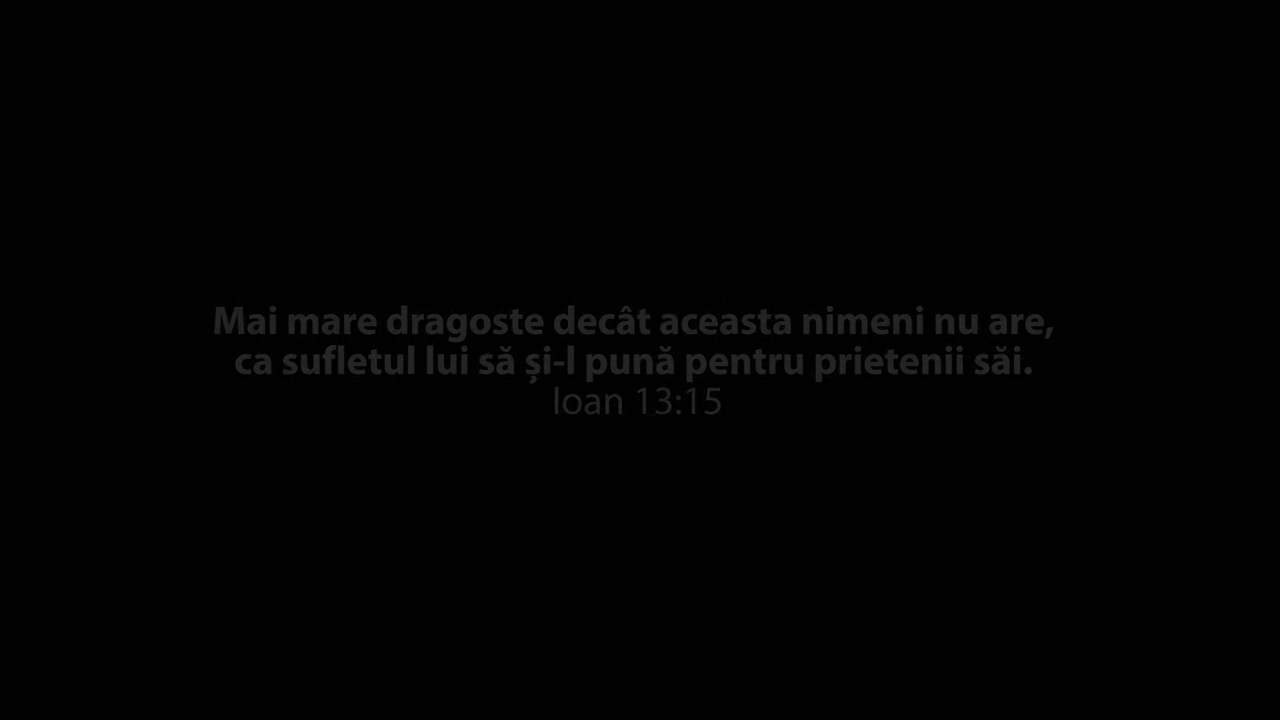 Mai mare dragoste decât aceasta nimeni nu are,
ca sufletul lui să și-l pună pentru prietenii săi.
Ioan 13:15